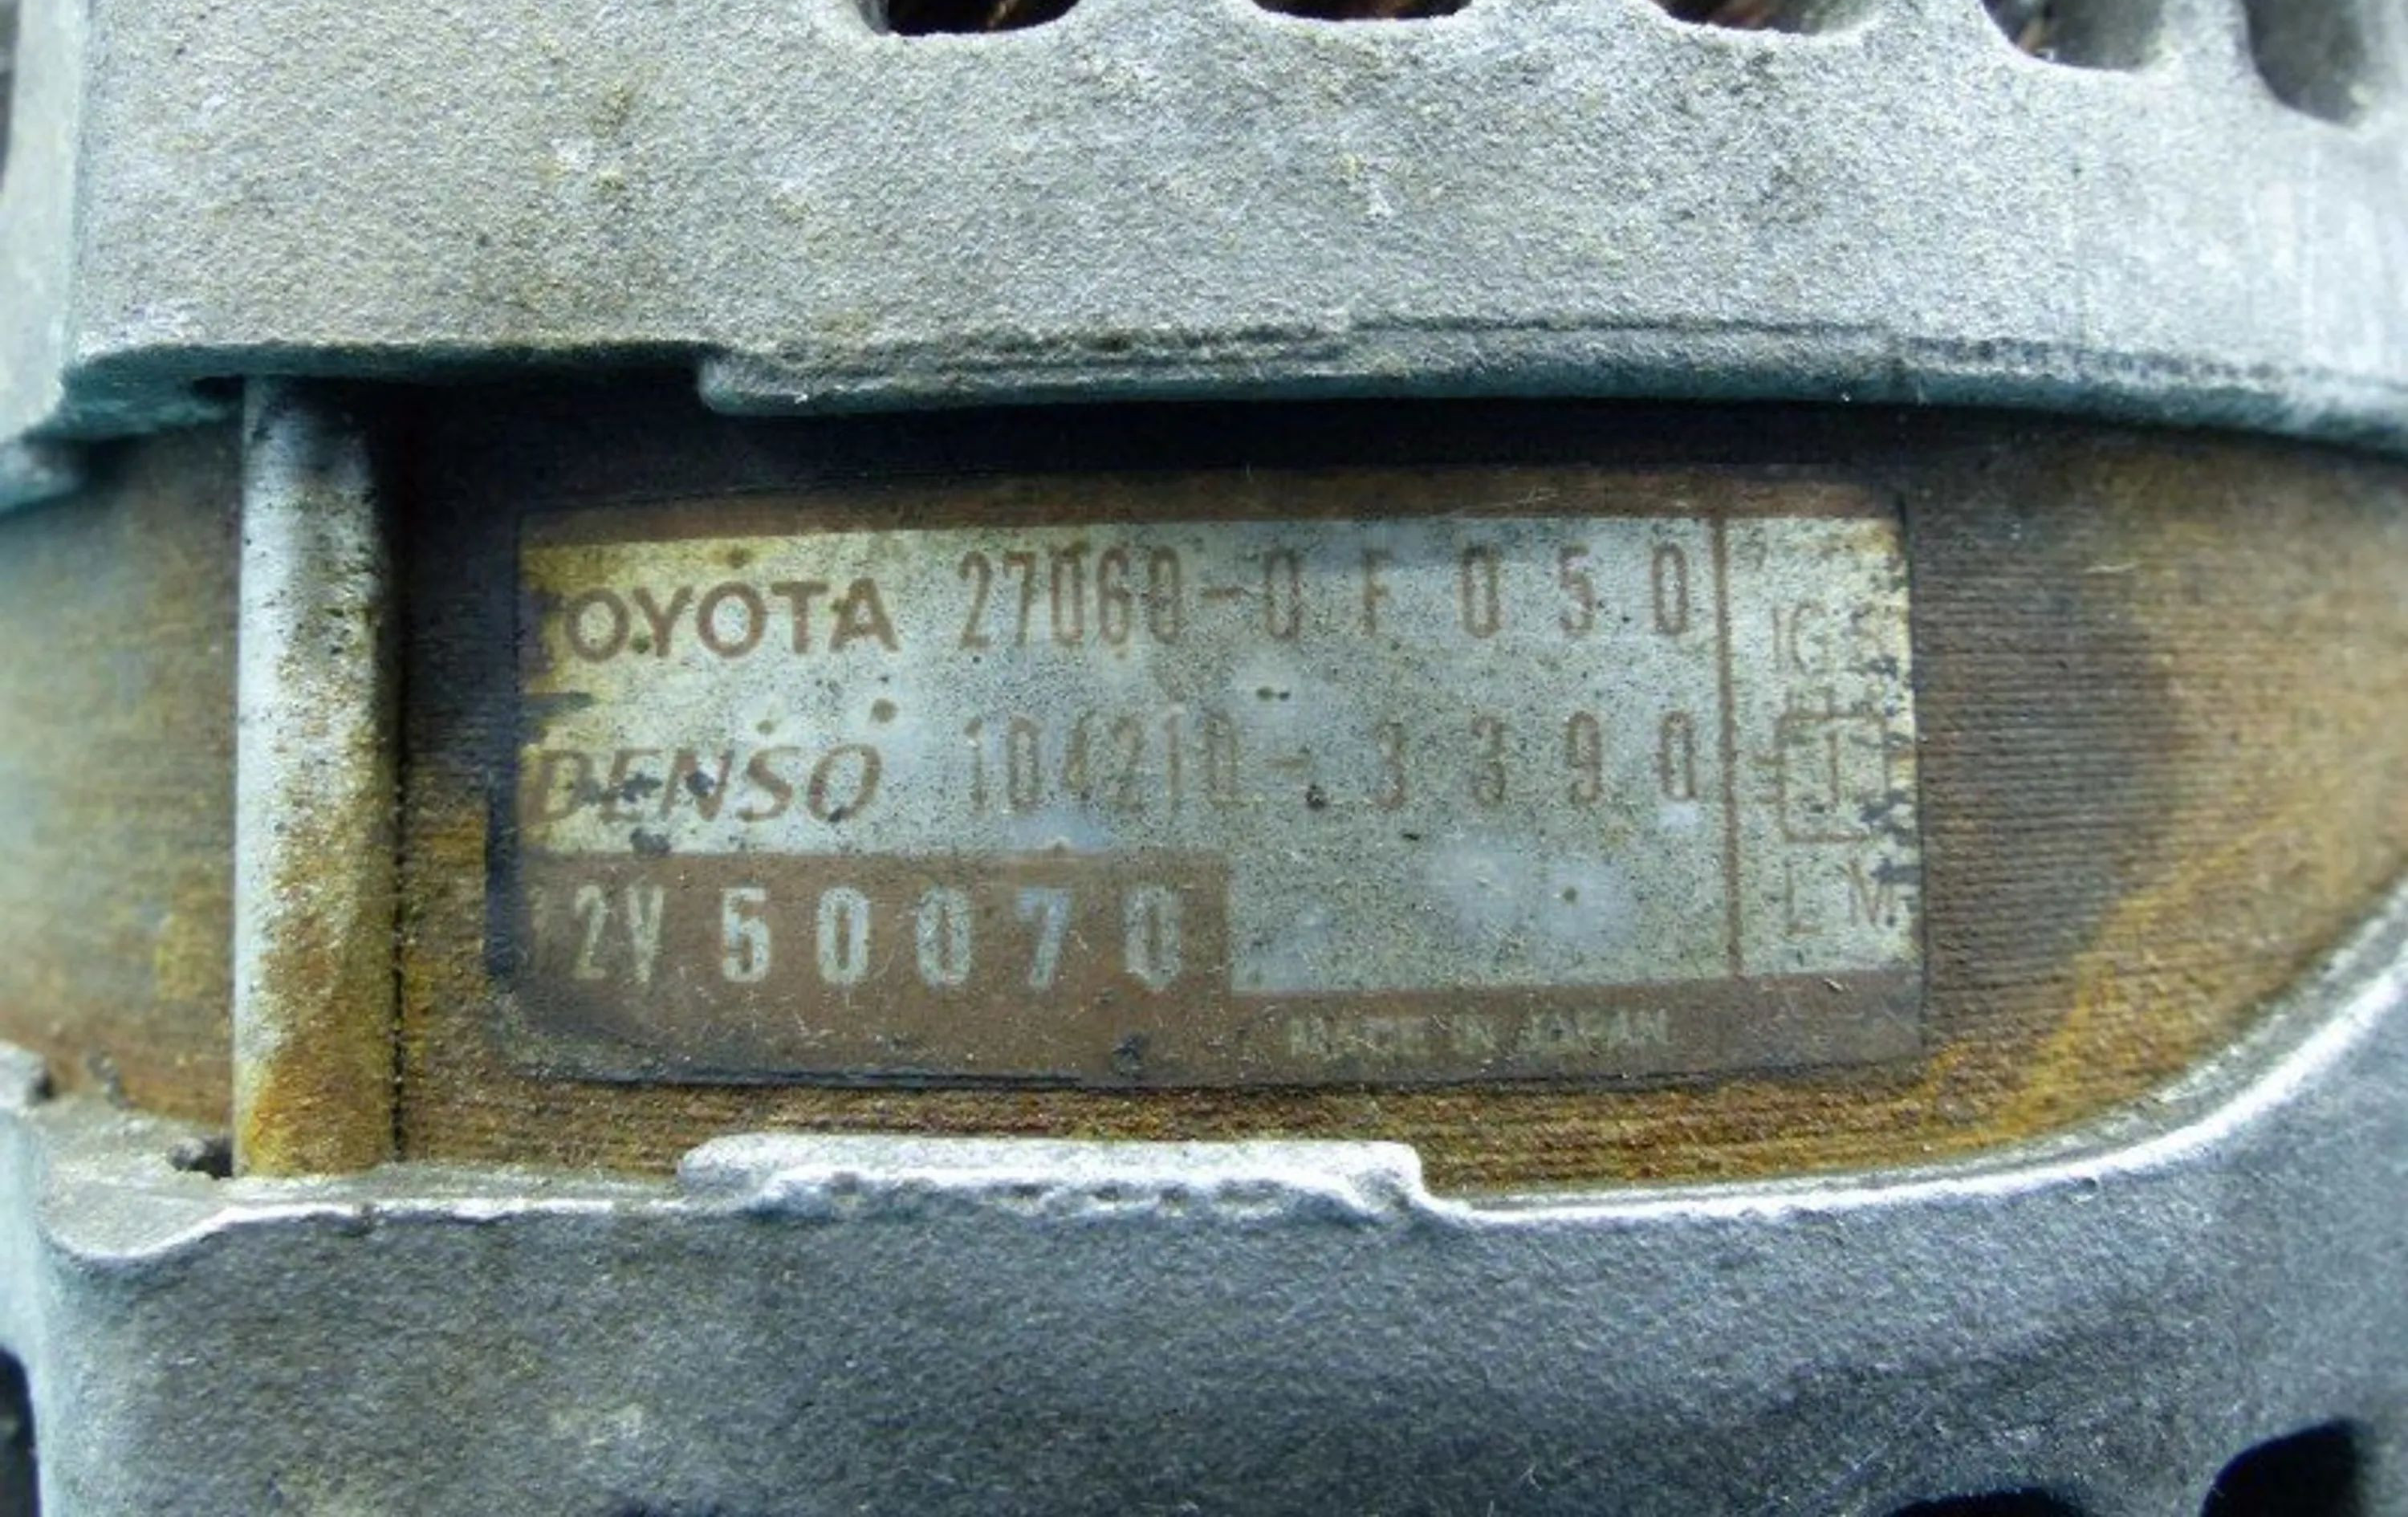 TOYOTA 27060-0F050
DENSO 104210-3390
12V 50070
IG S
L M
MADE IN JAPAN